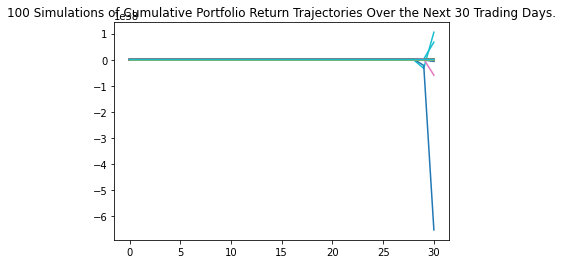 100 Simulations of Cumulative Portfolio Return Trajectories Over the Next 30 Trading Days.
1e38
1
0
−1
−2
−3
−4
−5
−6
0 5 10 15 20 25 30